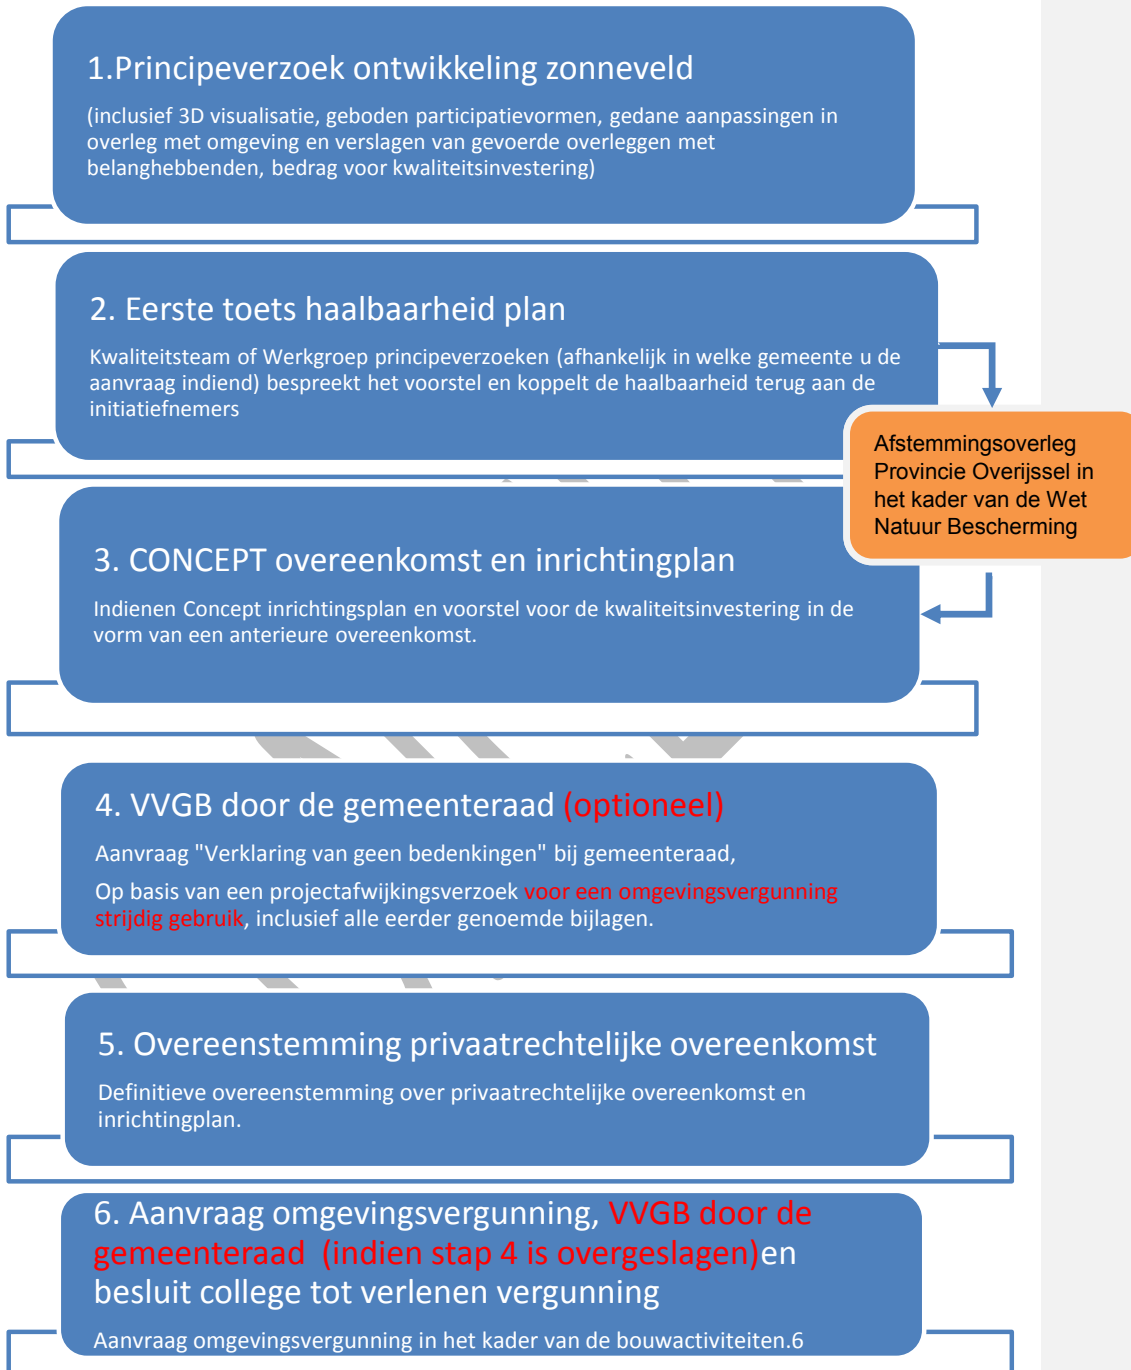 1.Principeverzoek ontwikkeling zonneveld
(inclusief 3D visualisatie, geboden participatievormen, gedane aanpassingen in
overleg met omgeving en verslagen van gevoerde overleggen met
belanghebbenden, bedrag voor kwaliteitsinvestering)
2. Eerste toets haalbaarheid plan
Kwaliteitsteam of Werkgroep principeverzoeken (afhankelijk in welke gemeente u de
aanvraag indiend) bespreekt het voorstel en koppelt de haalbaarheid terug aan de
initiatiefnemers
Afstemmingsoverleg
Provincie Overijssel in
het kader van de Wet
Natuur Bescherming
3. CONCEPT overeenkomst en inrichtingplan
Indienen Concept inrichtingsplan en voorstel voor de kwaliteitsinvestering in de
vorm van een anterieure overeenkomst.
4. VVGB door de gemeenteraad (optioneel)
Aanvraag "Verklaring van geen bedenkingen" bij gemeenteraad,
Op basis van een projectafwijkingsverzoek voor een omgevingsvergunning
strijdig gebruik, inclusief alle eerder genoemde bijlagen.
5. Overeenstemming privaatrechtelijke overeenkomst
Definitieve overeenstemming over privaatrechtelijke overeenkomst en
inrichtingplan.
6. Aanvraag omgevingsvergunning, VVGB door de
gemeenteraad (indien stap 4 is overgeslagen)en
besluit college tot verlenen vergunning
Aanvraag omgevingsvergunning in het kader van de bouwactiviteiten.6